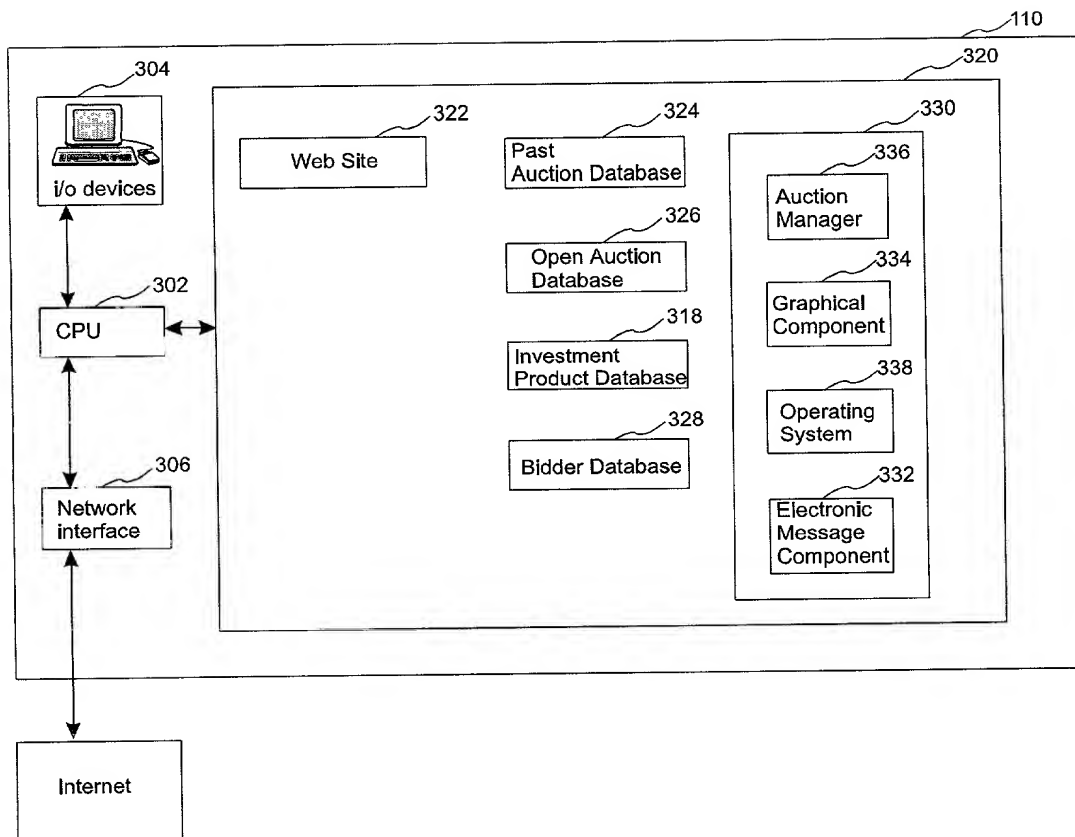 110
304
320
322
324
330
Web Site
Past
Auction Database
336
i/o devices
Auction
Manager
326
Open Auction
Database
334
302
CPU
Graphical
Component
318
Investment
Product Database
338
Operating
System
328
Bidder Database
306
Network
interface
332
Electronic
Message
Component
Internet